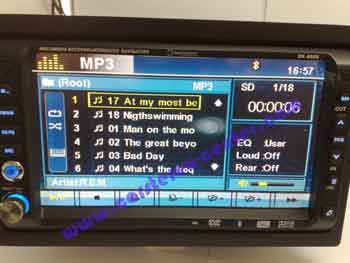 MP3
16:57
(Root) MP3
SD 1/18
1 17 At my most be
00:00:06
2 18 Nigthswimming
3 01 Man on the mo
4 02 The great beyo
EQ :User
5 03 Bad Day
Loud :Off
6 04 What's the freq
Rear :Off
Artist:R.E.M.